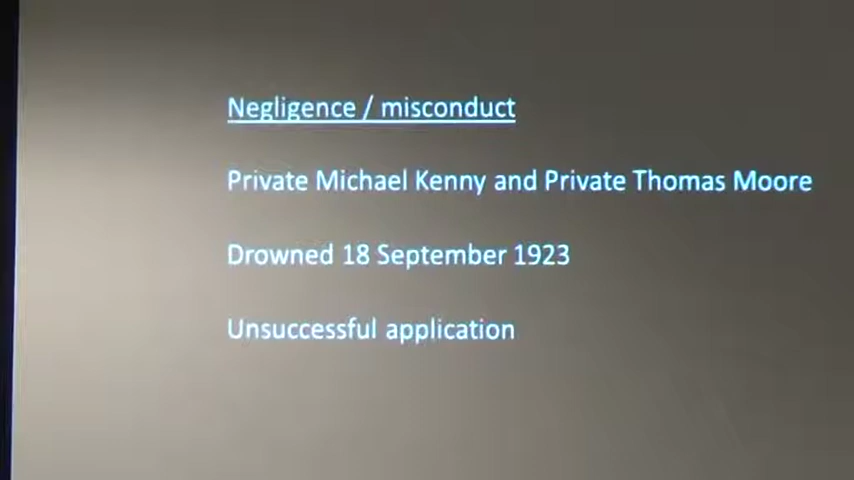 Negligence / misconduct
Private Michael Kenny and Private Thomas Moore
Drowned 18 September 1923
Unsuccessful application